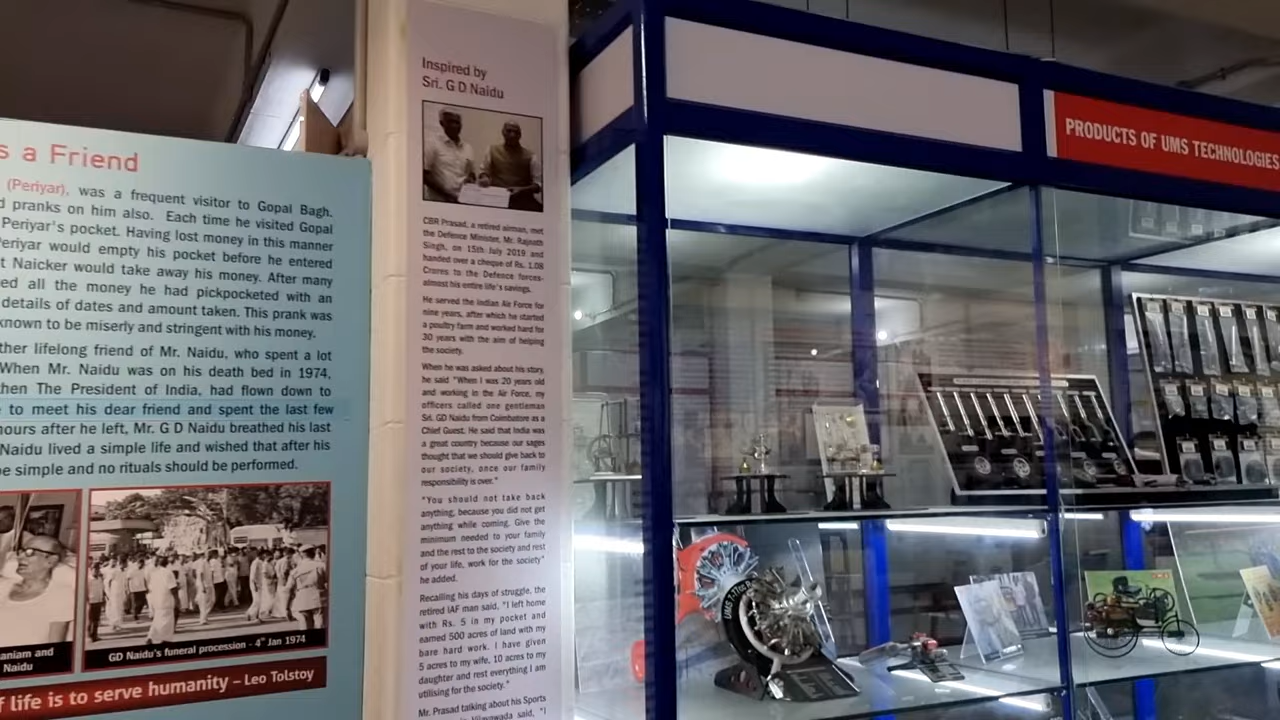 s a Friend
(Periyar), was a frequent visitor to Gopal Bagh.
d pranks on him also. Each time he visited Gopal
Periyar's pocket. Having lost money in this manner
Periyar would empty his pocket before he entered
t Naicker would take away his money. After many
ed all the money he had pickpocketed with an
details of dates and amount taken. This prank was
known to be miserly and stringent with his money.
ther lifelong friend of Mr. Naidu, who spent a lot
When Mr. Naidu was on his death bed in 1974,
then The President of India, had flown down to
e to meet his dear friend and spent the last few
hours after he left, Mr. G D Naidu breathed his last
Naidu lived a simple life and wished that after his
be simple and no rituals should be performed.
aniam and
Naidu
GD Naidu's funeral procession - 4th Jan 1974
f life is to serve humanity – Leo Tolstoy
Inspired by
Sri. G D Naidu
CBR Prasad, a retired airman, met
the Defence Minister, Mr. Rajnath
Singh, on 15th July 2019 and
handed over a cheque of Rs. 1.08
Crores to the Defence forces-
almost his entire life's savings.
He served the Indian Air Force for
nine years, after which he started
a poultry farm and worked hard for
30 years with the aim of helping
the society.
When he was asked about his story,
he said "When I was 20 years old
and working in the Air Force, my
officers called one gentleman
Sri. GD Naidu from Coimbatore as a
Chief Guest. He said that India was
a great country because our sages
thought that we should give back to
our society, once our family
responsibility is over."
"You should not take back
anything, because you did not get
anything while coming. Give the
minimum needed to your family
and the rest to the society and rest
of your life, work for the society"
he added.
Recalling his days of struggle, the
retired IAF man said, "I left home
with Rs. 5 in my pocket and
earned 500 acres of land with my
bare hard work. I have given
5 acres to my wife, 10 acres to my
daughter and rest everything I am
utilising for the society."
Mr. Prasad talking about his Sports
said, "I
PRODUCTS OF UMS TECHNOLOGIES